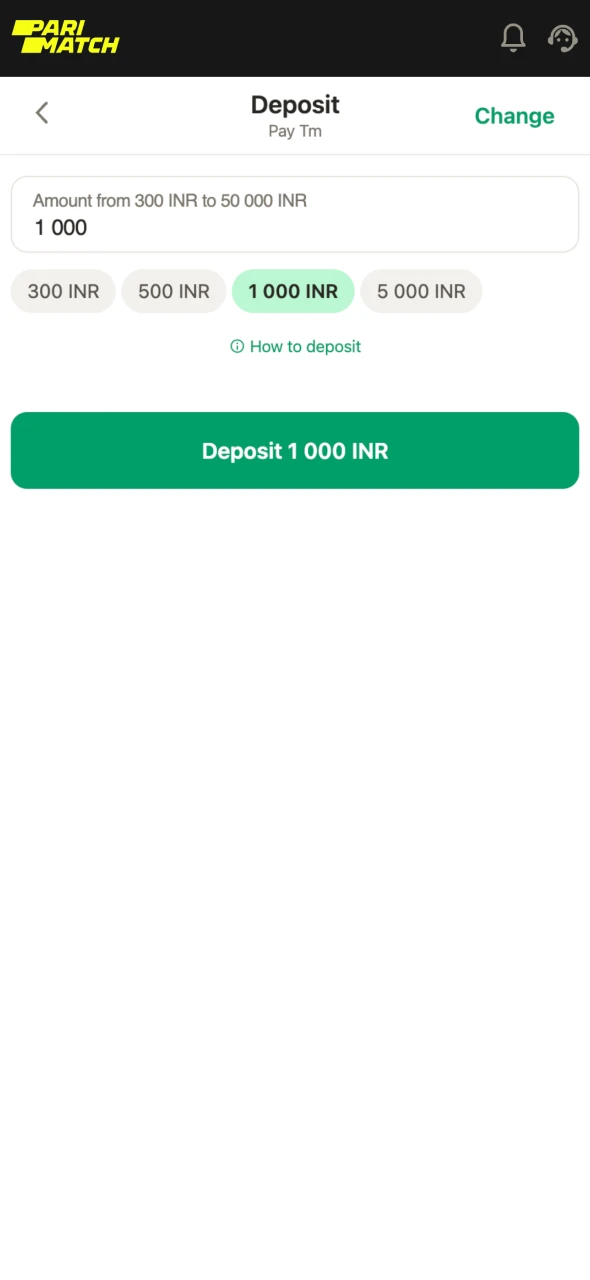 PARI
MATCH
Deposit
Pay Tm
Change
Amount from 300 INR to 50 000 INR
1 000
300 INR 500 INR 1 000 INR 5 000 INR
How to deposit
Deposit 1 000 INR